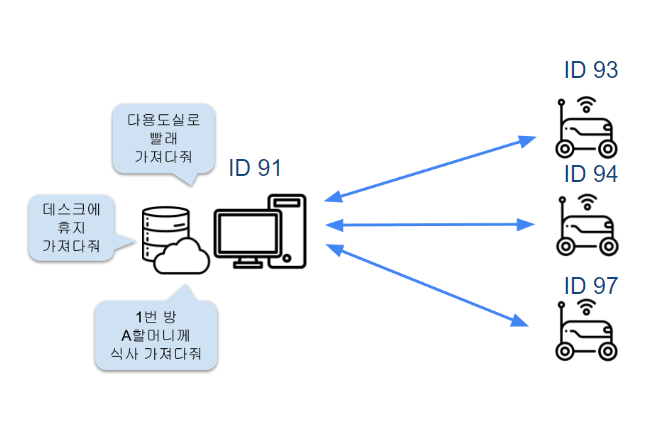 다용도실로
빨래
가져다줘
데스크에
휴지
가져다줘
1번 방
A할머니께
식사 가져다줘
ID 91
ID 93
ID 94
ID 97